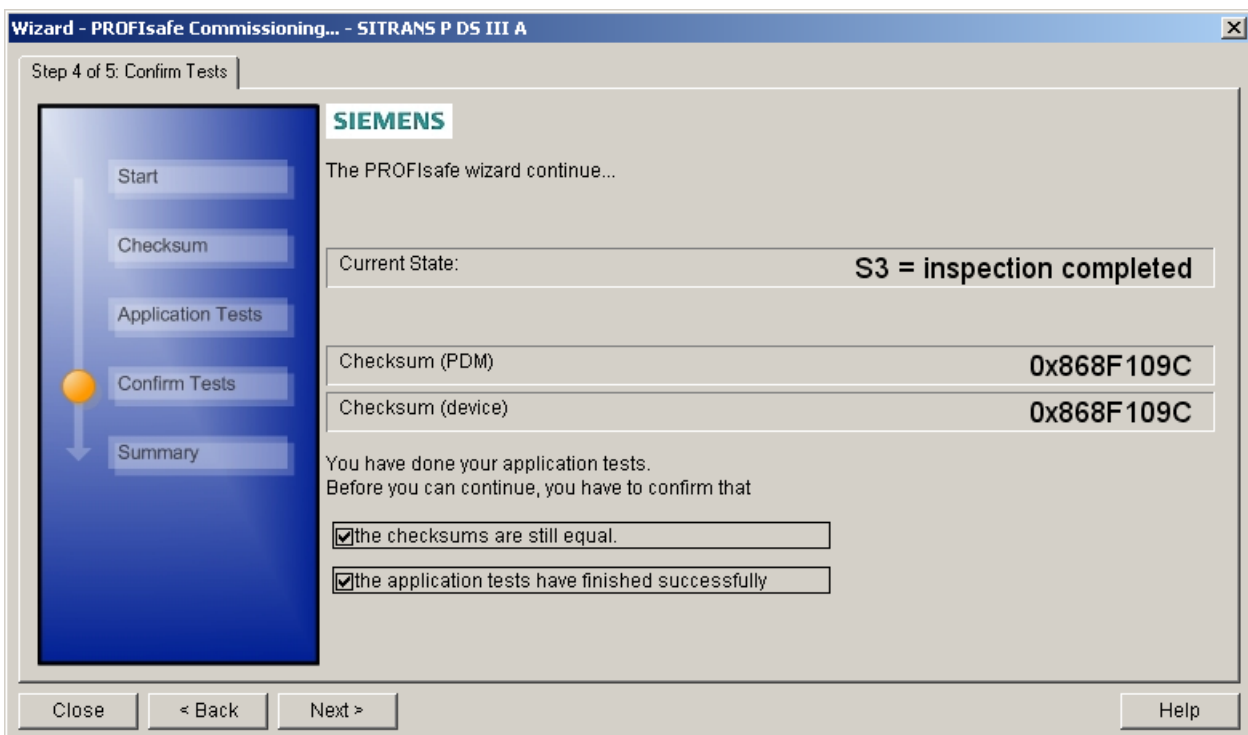 Wizard - PROFIsafe Commissioning... - SITRANS P DS III A
Step 4 of 5: Confirm Tests
Start
Checksum
Application Tests
Confirm Tests
Summary
SIEMENS
The PROFIsafe wizard continue...
Current State: S3 = inspection completed
Checksum (PDM) 0x868F109C
Checksum (device) 0x868F109C
You have done your application tests.
Before you can continue, you have to confirm that
the checksums are still equal.
the application tests have finished successfully
Close < Back Next > Help